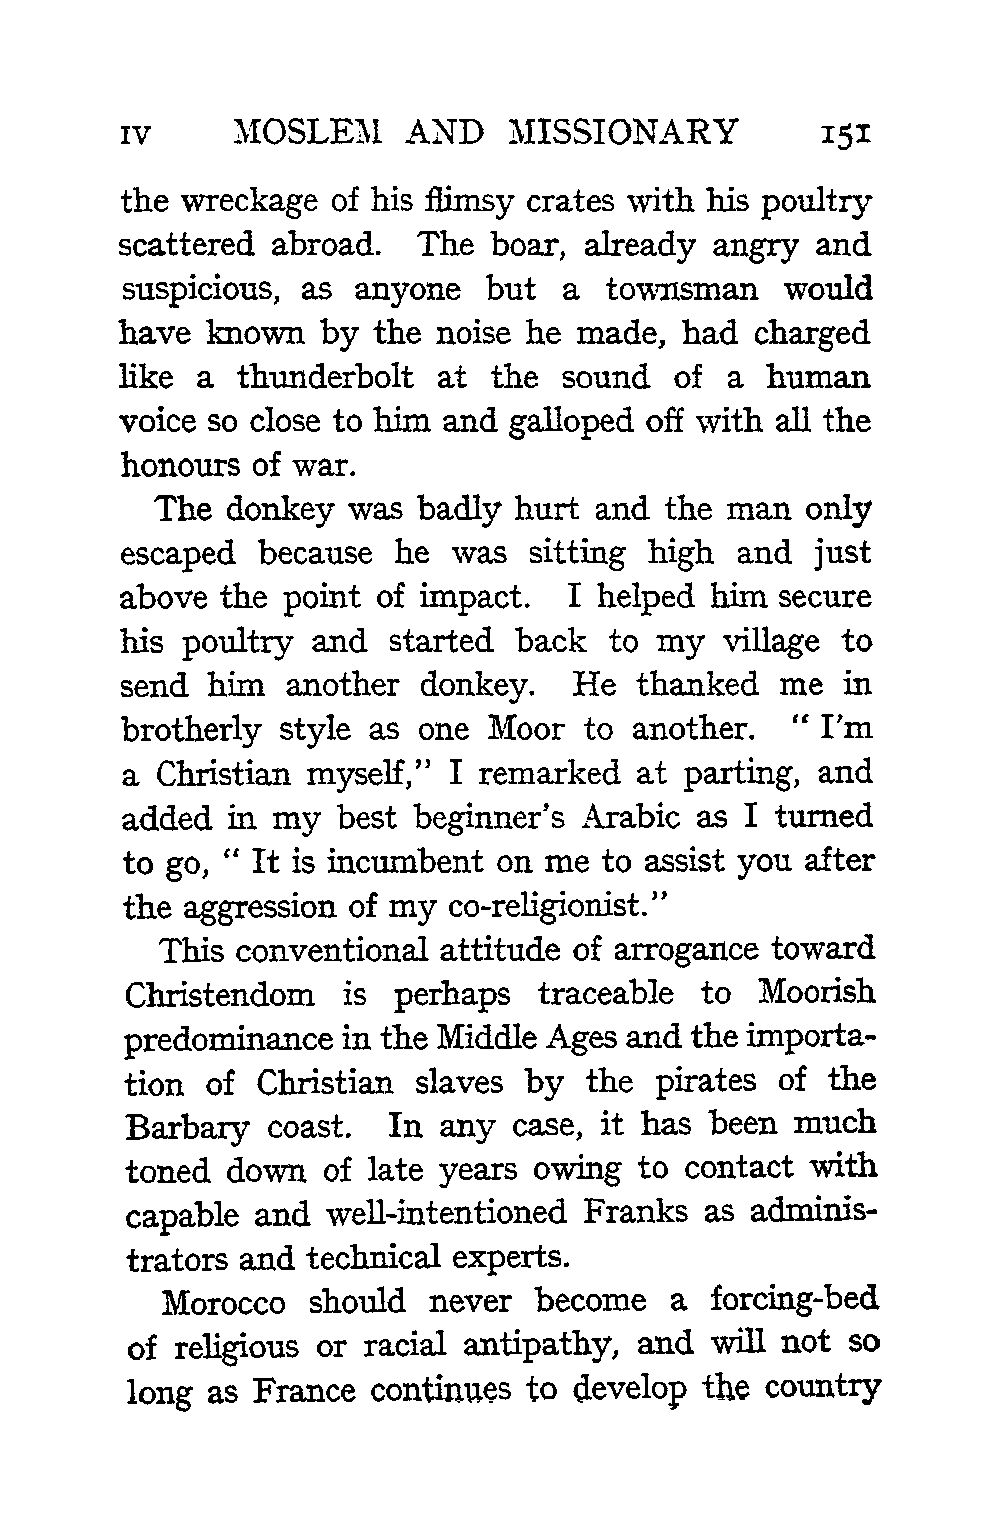 IV MOSLEM AND MISSIONARY 151
the wreckage of his flimsy crates with his poultry
scattered abroad. The boar, already angry and
suspicious, as anyone but a townsman would
have known by the noise he made, had charged
like a thunderbolt at the sound of a human
voice so close to him and galloped off with all the
honours of war.
The donkey was badly hurt and the man only
escaped because he was sitting high and just
above the point of impact. I helped him secure
his poultry and started back to my village to
send him another donkey. He thanked me in
brotherly style as one Moor to another. " I'm
a Christian myself," I remarked at parting, and
added in my best beginner's Arabic as I turned
to go, " It is incumbent on me to assist you after
the aggression of my co-religionist."
This conventional attitude of arrogance toward
Christendom is perhaps traceable to Moorish
predominance in the Middle Ages and the importa-
tion of Christian slaves by the pirates of the
Barbary coast. In any case, it has been much
toned down of late years owing to contact with
capable and well-intentioned Franks as adminis-
trators and technical experts.
Morocco should never become a forcing-bed
of religious or racial antipathy, and will not so
long as France continues to develop the country